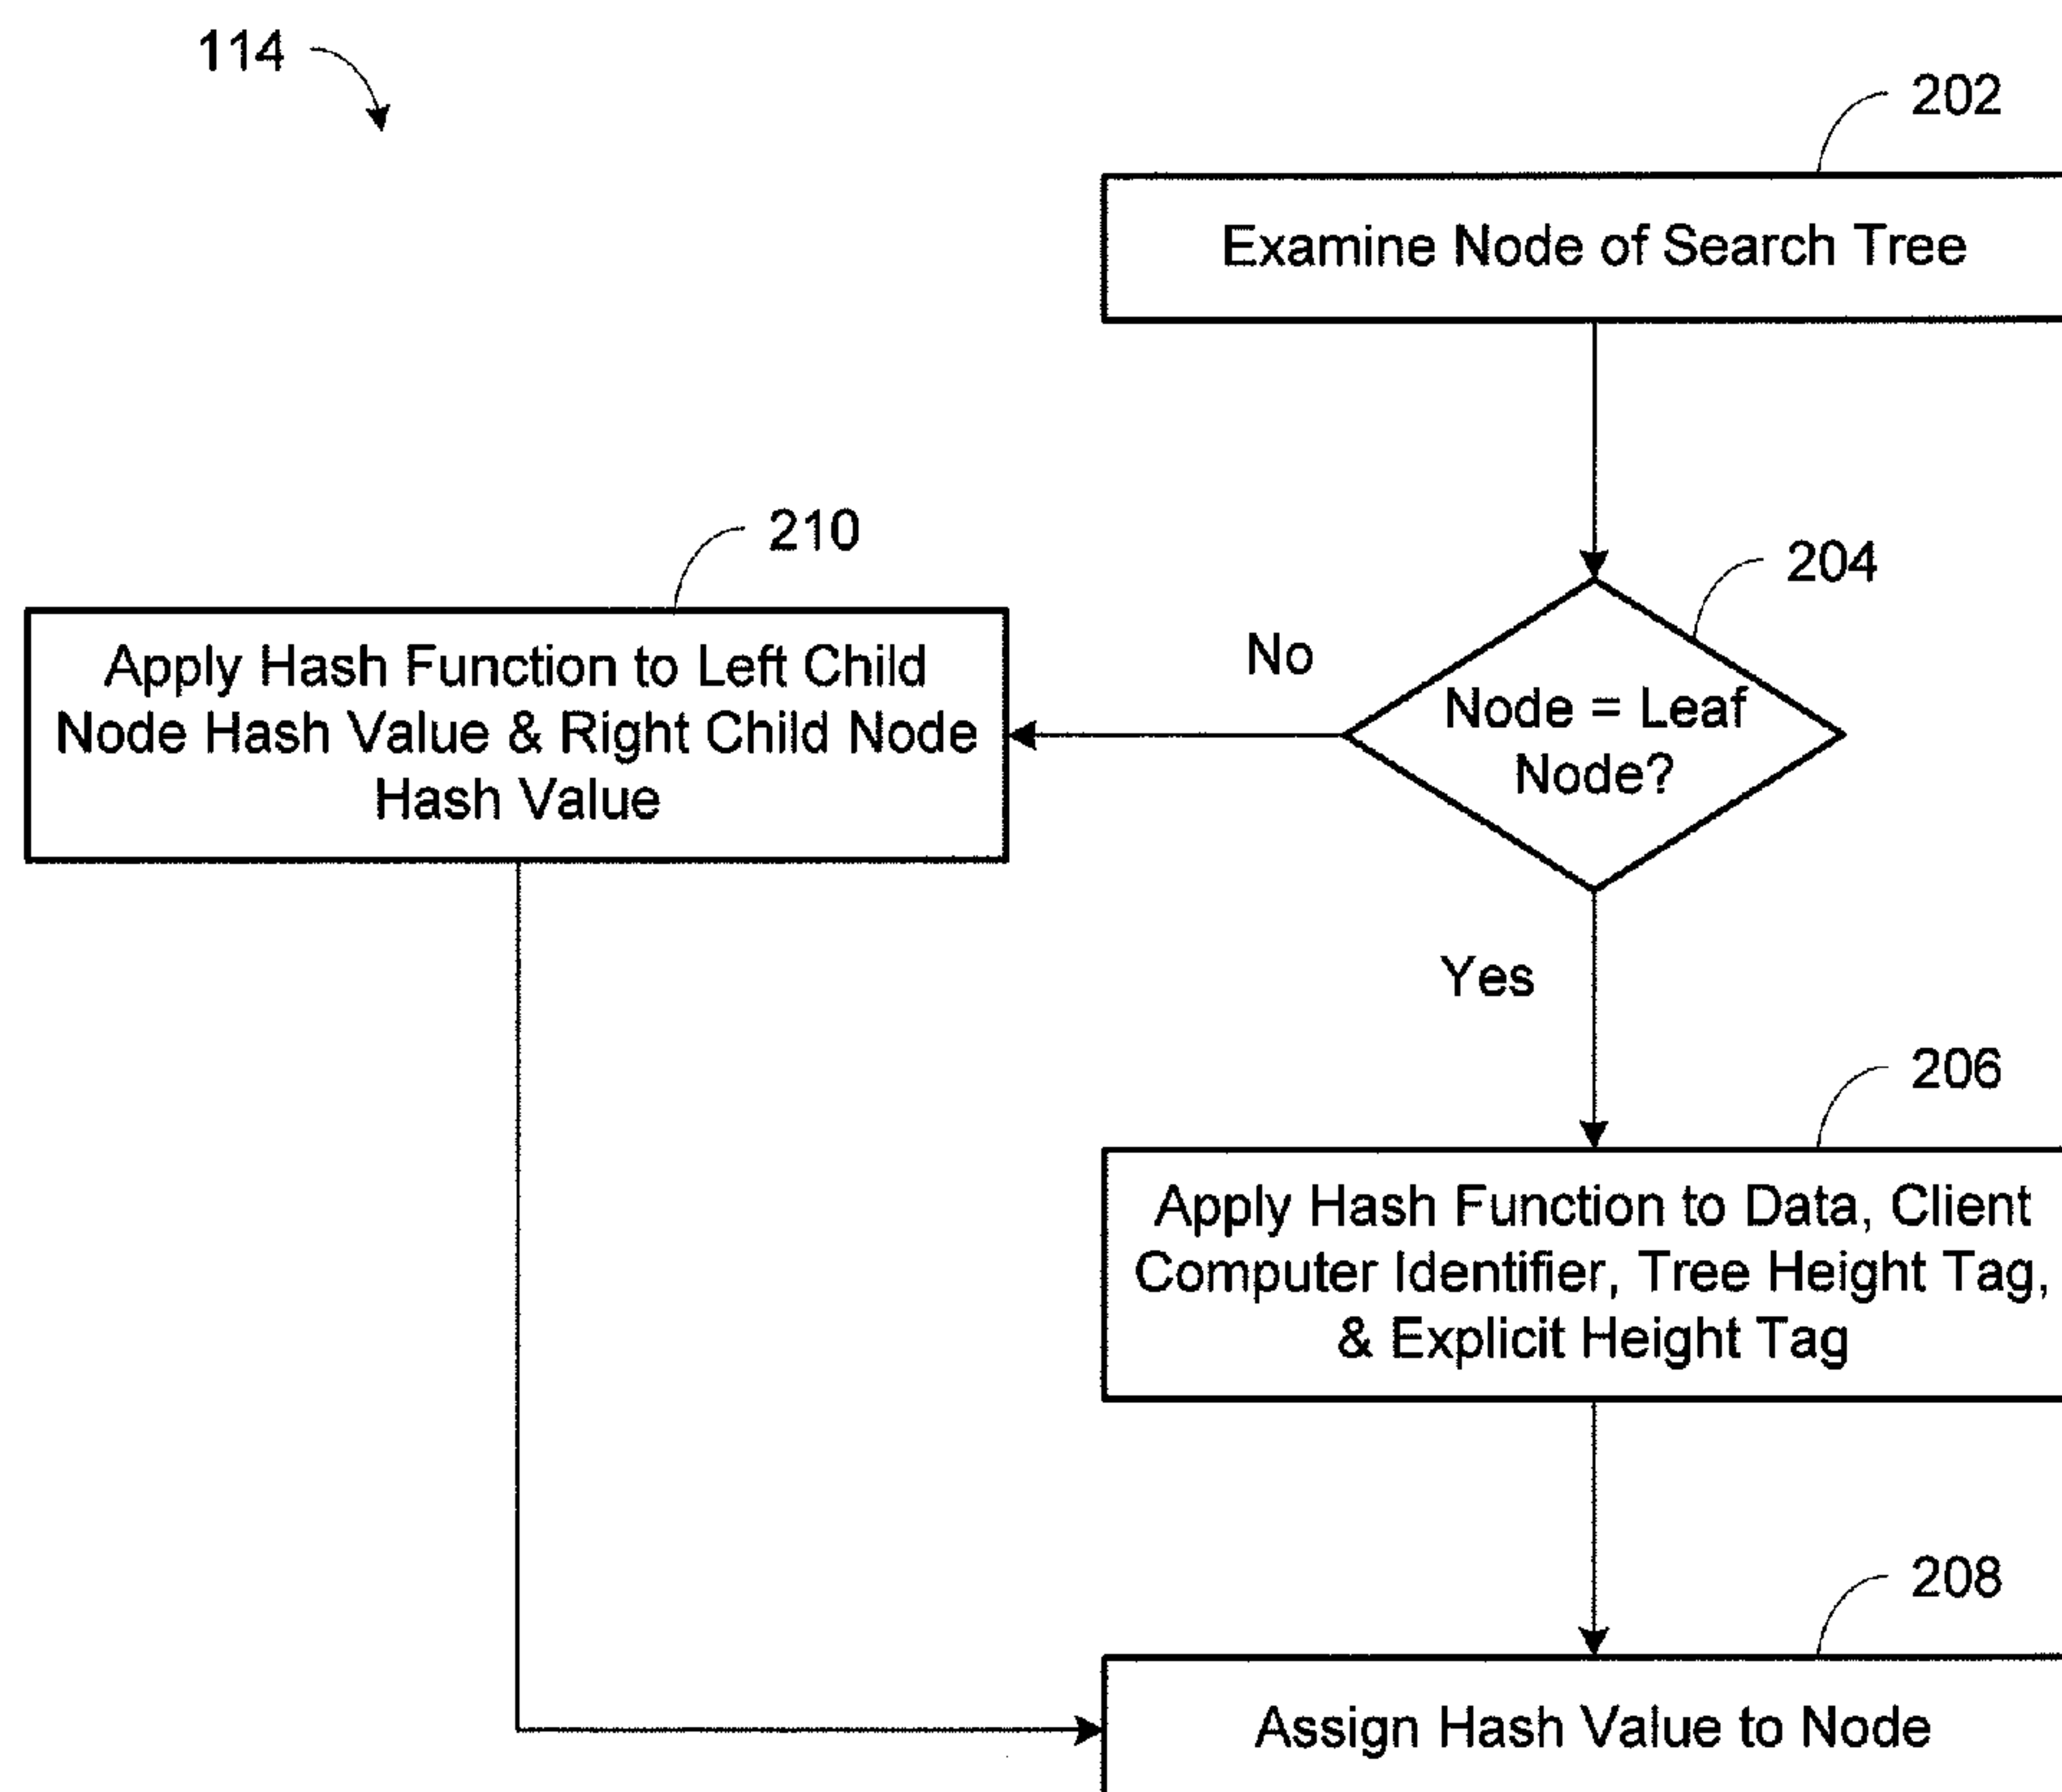 114
202
Examine Node of Search Tree
210
204
Apply Hash Function to Left Child
Node Hash Value & Right Child Node
Hash Value
No
Node = Leaf
Node?
Yes
206
Apply Hash Function to Data, Client
Computer Identifier, Tree Height Tag,
& Explicit Height Tag
208
Assign Hash Value to Node